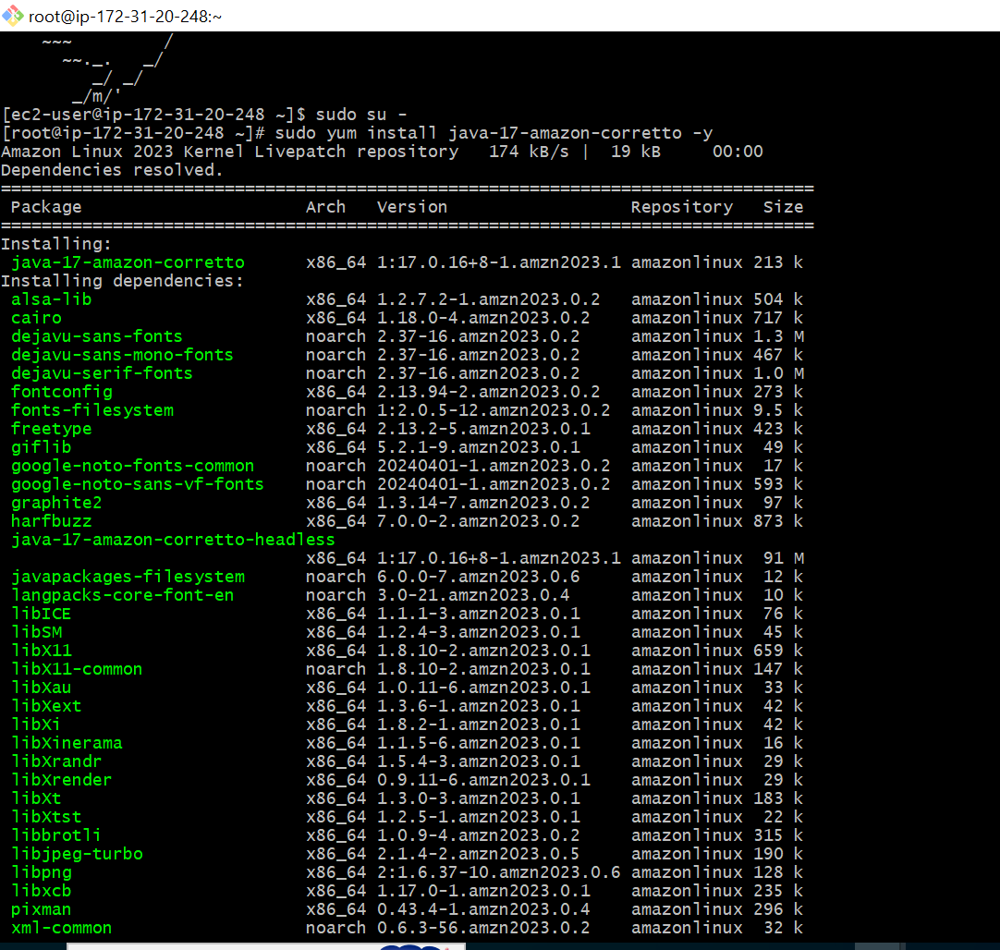 root@ip-172-31-20-248:~
~~~         /
~~._.   _/
_/ _/
_/m/'
[ec2-user@ip-172-31-20-248 ~]$ sudo su -
[root@ip-172-31-20-248 ~]# sudo yum install java-17-amazon-corretto -y
Amazon Linux 2023 Kernel Livepatch repository   174 kB/s |  19 kB     00:00
Dependencies resolved.
================================================================================
Package                      Arch   Version                  Repository   Size
================================================================================
Installing:
java-17-amazon-corretto      x86_64 1:17.0.16+8-1.amzn2023.1 amazonlinux 213 k
Installing dependencies:
alsa-lib                     x86_64 1.2.7.2-1.amzn2023.0.2   amazonlinux 504 k
cairo                        x86_64 1.18.0-4.amzn2023.0.2    amazonlinux 717 k
dejavu-sans-fonts            noarch 2.37-16.amzn2023.0.2     amazonlinux 1.3 M
dejavu-sans-mono-fonts       noarch 2.37-16.amzn2023.0.2     amazonlinux 467 k
dejavu-serif-fonts           noarch 2.37-16.amzn2023.0.2     amazonlinux 1.0 M
fontconfig                   x86_64 2.13.94-2.amzn2023.0.2   amazonlinux 273 k
fonts-filesystem             noarch 1:2.0.5-12.amzn2023.0.2  amazonlinux 9.5 k
freetype                     x86_64 2.13.2-5.amzn2023.0.1    amazonlinux 423 k
giflib                       x86_64 5.2.1-9.amzn2023.0.1     amazonlinux  49 k
google-noto-fonts-common     noarch 20240401-1.amzn2023.0.2  amazonlinux  17 k
google-noto-sans-vf-fonts    noarch 20240401-1.amzn2023.0.2  amazonlinux 593 k
graphite2                    x86_64 1.3.14-7.amzn2023.0.2    amazonlinux  97 k
harfbuzz                     x86_64 7.0.0-2.amzn2023.0.2     amazonlinux 873 k
java-17-amazon-corretto-headless
x86_64 1:17.0.16+8-1.amzn2023.1 amazonlinux  91 M
javapackages-filesystem      noarch 6.0.0-7.amzn2023.0.6     amazonlinux  12 k
langpacks-core-font-en       noarch 3.0-21.amzn2023.0.4      amazonlinux  10 k
libICE                       x86_64 1.1.1-3.amzn2023.0.1     amazonlinux  76 k
libSM                        x86_64 1.2.4-3.amzn2023.0.1     amazonlinux  45 k
libX11                       x86_64 1.8.10-2.amzn2023.0.1    amazonlinux 659 k
libX11-common                noarch 1.8.10-2.amzn2023.0.1    amazonlinux 147 k
libXau                       x86_64 1.0.11-6.amzn2023.0.1    amazonlinux  33 k
libXext                      x86_64 1.3.6-1.amzn2023.0.1     amazonlinux  42 k
libXi                        x86_64 1.8.2-1.amzn2023.0.1     amazonlinux  42 k
libXinerama                  x86_64 1.1.5-6.amzn2023.0.1     amazonlinux  16 k
libXrandr                    x86_64 1.5.4-3.amzn2023.0.1     amazonlinux  29 k
libXrender                   x86_64 0.9.11-6.amzn2023.0.1    amazonlinux  29 k
libXt                        x86_64 1.3.0-3.amzn2023.0.1     amazonlinux 183 k
libXtst                      x86_64 1.2.5-1.amzn2023.0.1     amazonlinux  22 k
libbrotli                    x86_64 1.0.9-4.amzn2023.0.2     amazonlinux 315 k
libjpeg-turbo                x86_64 2.1.4-2.amzn2023.0.5     amazonlinux 190 k
libpng                       x86_64 2:1.6.37-10.amzn2023.0.6 amazonlinux 128 k
libxcb                       x86_64 1.17.0-1.amzn2023.0.1    amazonlinux 235 k
pixman                       x86_64 0.43.4-1.amzn2023.0.4    amazonlinux 296 k
xml-common                   noarch 0.6.3-56.amzn2023.0.2    amazonlinux  32 k